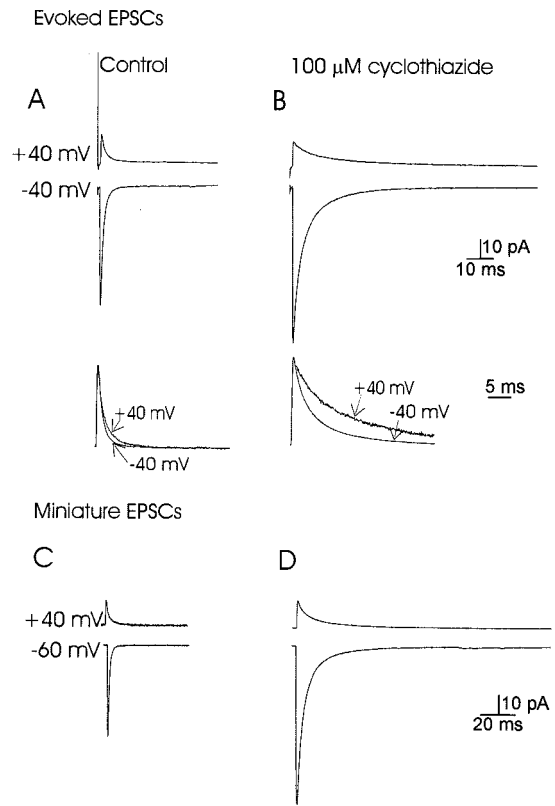 Evoked EPSCs
Control
100 µM cyclothiazide
A
B
+40 mV
-40 mV
10 pA
10 ms
5 ms
+40 mV
-40 mV
+40 mV
-40 mV
Miniature EPSCs
C
D
+40 mV
-60 mV
10 pA
20 ms